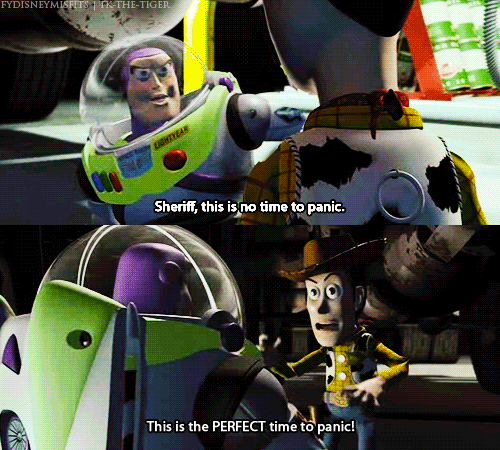 FYDISNEYMISFITS | TK-THE-TIGER
LIGHTYEAR
Sheriff, this is no time to panic.
This is the PERFECT time to panic!